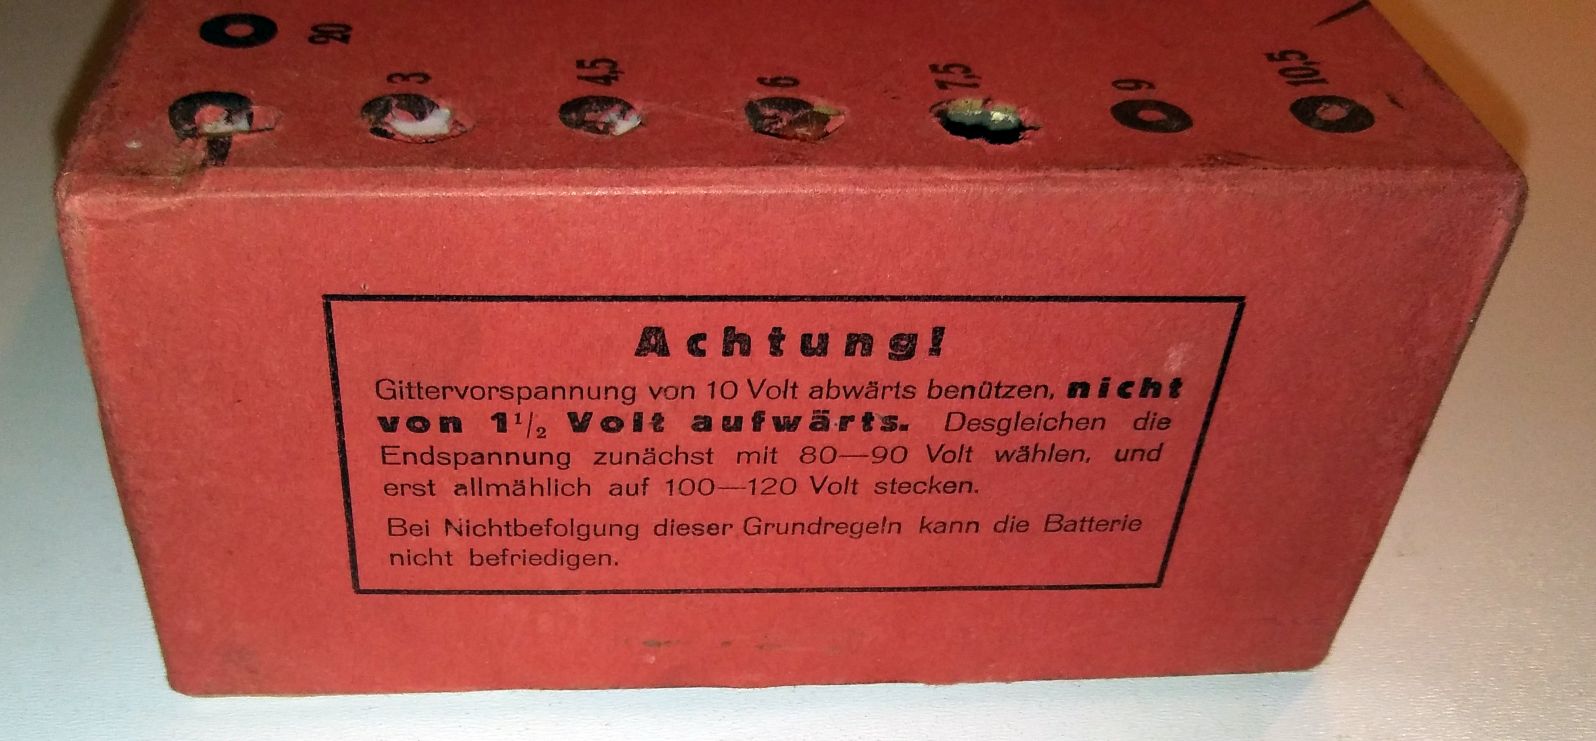 20
3 4,5 6 7,5 9 10,5
Achtung!
Gittervorspannung von 10 Volt abwärts benützen, nicht
von 1 1/2 Volt aufwärts. Desgleichen die
Endspannung zunächst mit 80—90 Volt wählen, und
erst allmählich auf 100—120 Volt stecken.
Bei Nichtbefolgung dieser Grundregeln kann die Batterie
nicht befriedigen.